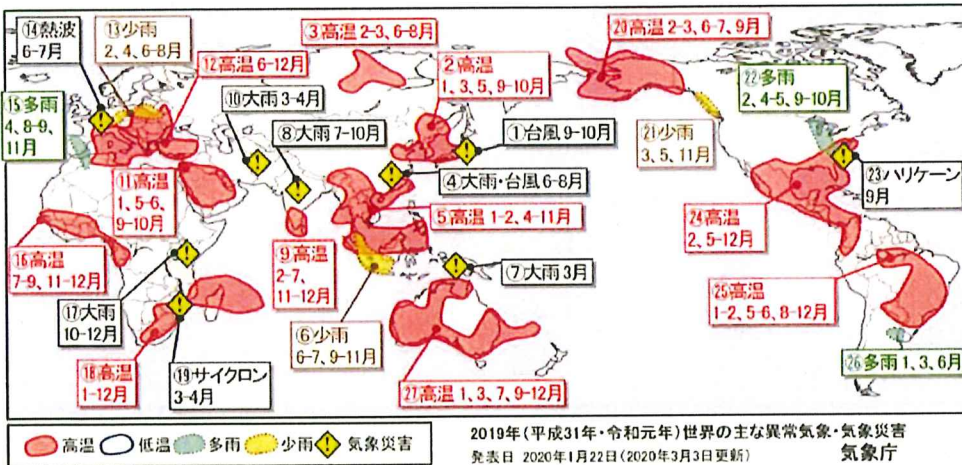 ⑭熱波
6-7月
⑬少雨
2、4、6-8月
③高温 2-3、6-8月
⑳高温 2-3、6-7、9月
⑫高温 6-12月
②高温
1、3、5、9-10月
㉒多雨
2、4-5、9-10月
⑮多雨
4、8-9、
11月
⑩大雨 3-4月
⑧大雨 7-10月
①台風 9-10月
㉑少雨
3、5、11月
④大雨・台風 6-8月
㉓ハリケーン
9月
⑪高温
1、5-6、
9-10月
⑤高温 1-2、4-11月
㉔高温
2、5-12月
⑯高温
7-9、11-12月
⑨高温
2-7、
11-12月
⑦大雨 3月
㉕高温
1-2、5-6、8-12月
⑰大雨
10-12月
⑥少雨
6-7、9-11月
㉖多雨 1、3、6月
⑱高温
1-12月
⑲サイクロン
3-4月
㉗高温 1、3、7、9-12月
高温 低温 多雨 少雨 気象災害
2019年(平成31年・令和元年)世界の主な異常気象・気象災害
発表日 2020年1月22日(2020年3月3日更新) 気象庁